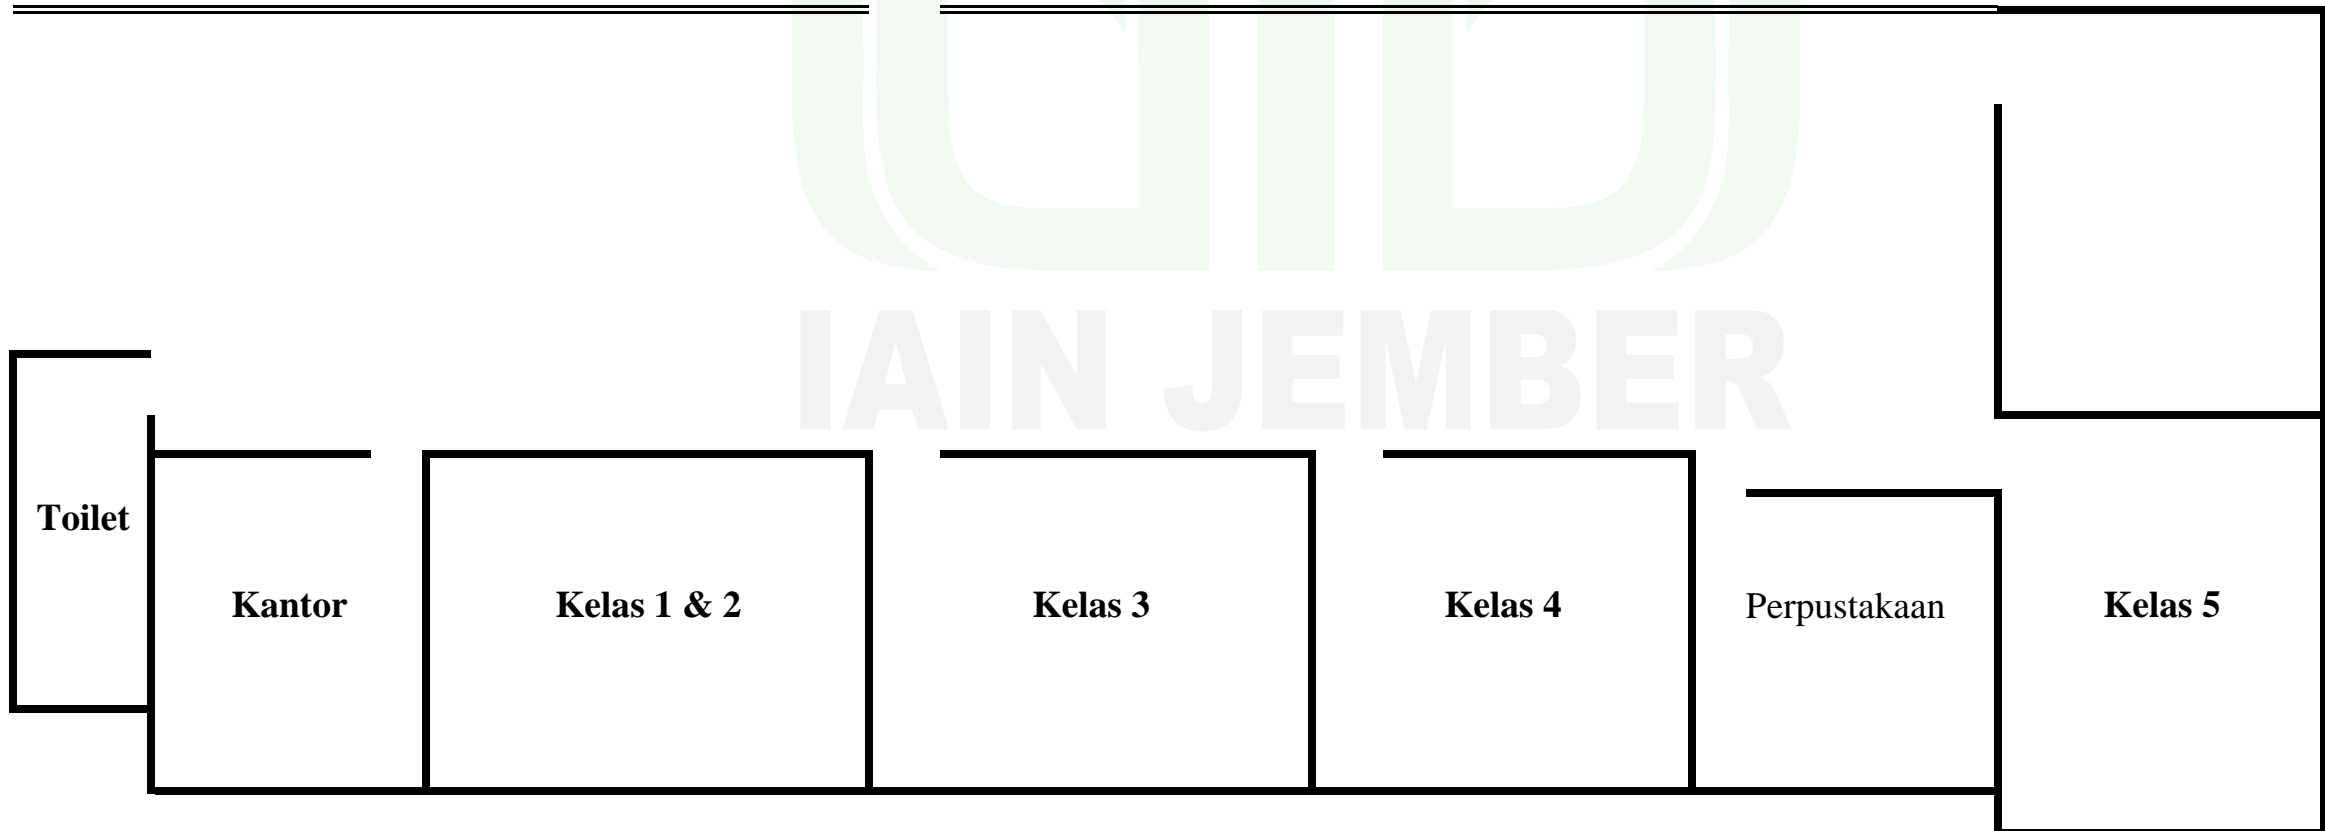 IAIN JEMBER
Toilet
Kantor
Kelas 1 & 2
Kelas 3
Kelas 4
Perpustakaan
Kelas 5